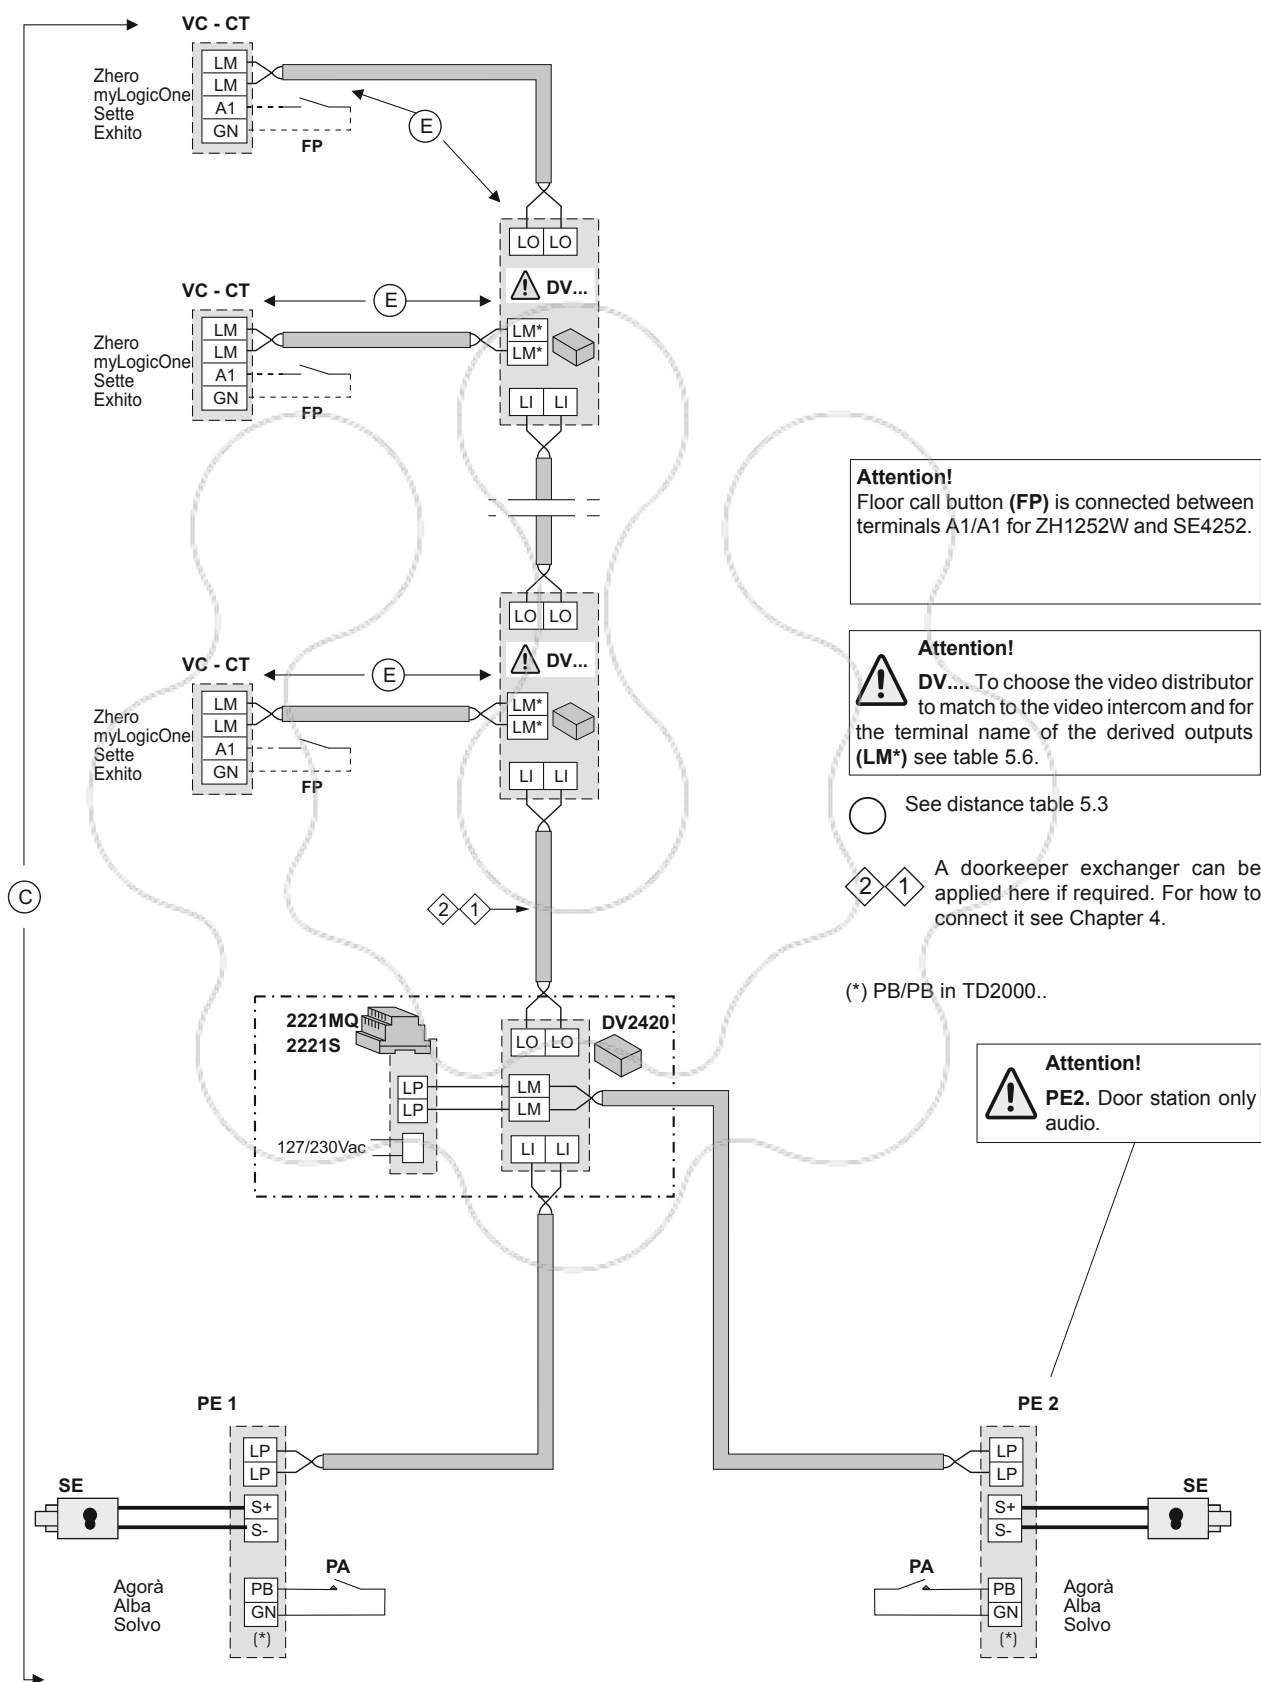 VC - CT
Zhero
myLogicOne
Sette
Exhito
LM
LM
A1
GN
FP
E
LO LO
DV...
VC - CT
E
Zhero
myLogicOne
Sette
Exhito
LM
LM
A1
GN
FP
LM*
LM*
LI LI
Attention!
Floor call button (FP) is connected between
terminals A1/A1 for ZH1252W and SE4252.
LO LO
DV...
VC - CT
E
Zhero
myLogicOne
Sette
Exhito
LM
LM
A1
GN
FP
LM*
LM*
LI LI
Attention!
DV.... To choose the video distributor
to match to the video intercom and for
the terminal name of the derived outputs
(LM*) see table 5.6.
See distance table 5.3
C
2 1
2 1
A doorkeeper exchanger can be
applied here if required. For how to
connect it see Chapter 4.
(*) PB/PB in TD2000..
2221MQ
2221S
DV2420
LO LO
LP
LP
LM
LM
127/230Vac
LI LI
Attention!
PE2. Door station only
audio.
PE 1
LP
LP
SE
S+
S-
PA
Agorà
Alba
Solvo
PB
GN
(*)
PE 2
LP
LP
SE
S+
S-
PA
PB
GN
(*)
Agorà
Alba
Solvo